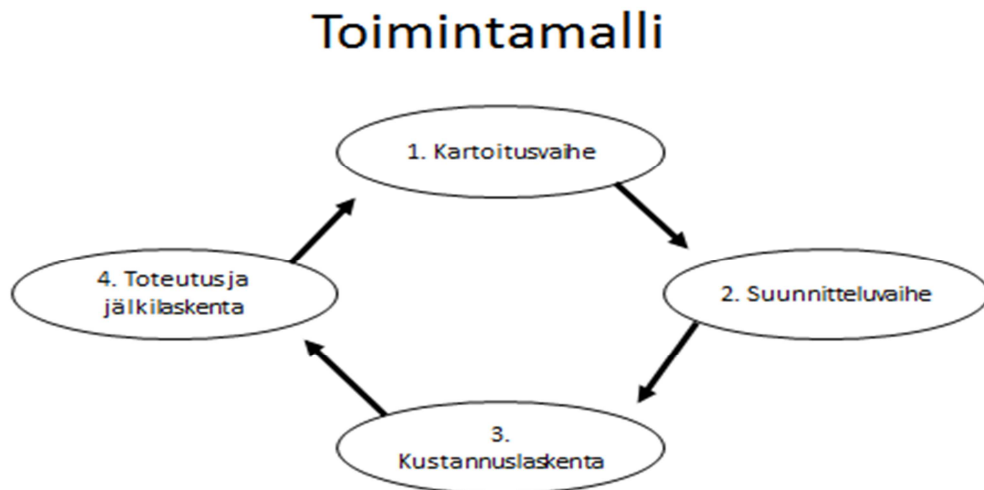 Toimintamalli
1. Kartoitusvaihe
2. Suunnitteluvaihe
3.
Kustannuslaskenta
4. Toteutus ja
jälkilaskenta